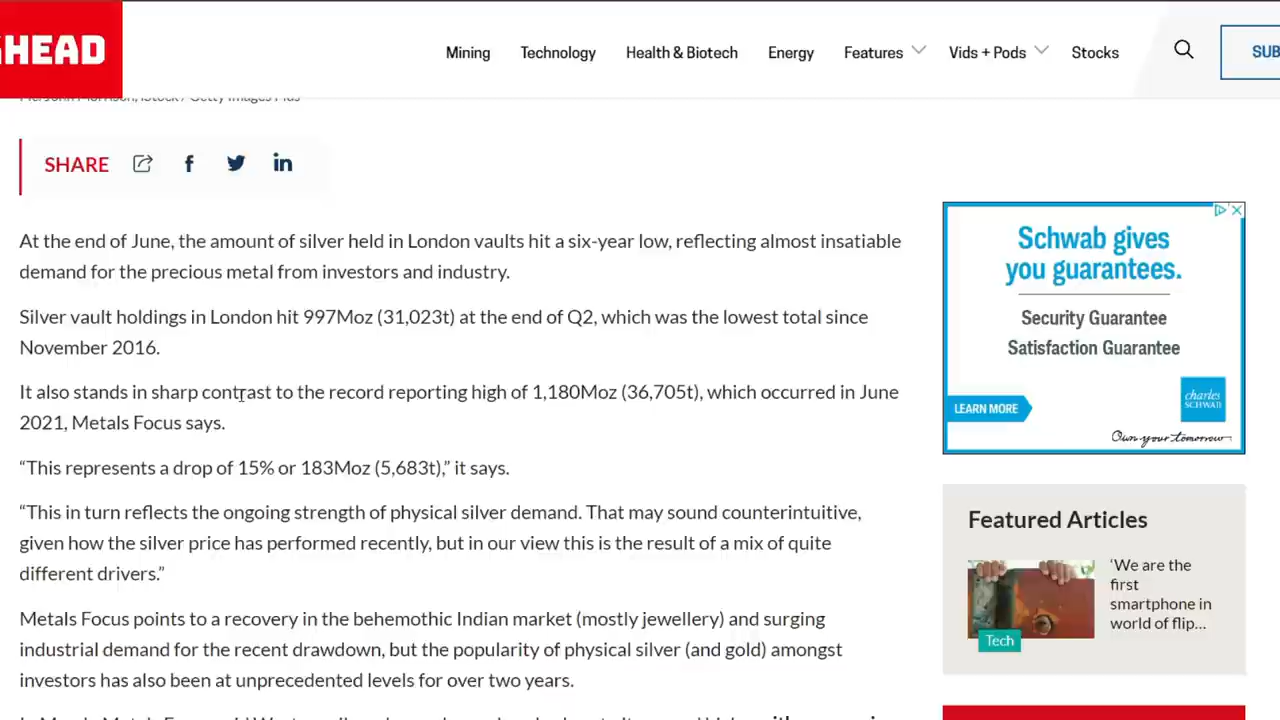 HEAD
Mining Technology Health & Biotech Energy Features Vids + Pods Stocks SUB
SHARE
At the end of June, the amount of silver held in London vaults hit a six-year low, reflecting almost insatiable
demand for the precious metal from investors and industry.
Silver vault holdings in London hit 997Moz (31,023t) at the end of Q2, which was the lowest total since
November 2016.
It also stands in sharp contrast to the record reporting high of 1,180Moz (36,705t), which occurred in June
2021, Metals Focus says.
“This represents a drop of 15% or 183Moz (5,683t),” it says.
“This in turn reflects the ongoing strength of physical silver demand. That may sound counterintuitive,
given how the silver price has performed recently, but in our view this is the result of a mix of quite
different drivers.”
Metals Focus points to a recovery in the behemothic Indian market (mostly jewellery) and surging
industrial demand for the recent drawdown, but the popularity of physical silver (and gold) amongst
investors has also been at unprecedented levels for over two years.
Schwab gives
you guarantees.
Security Guarantee
Satisfaction Guarantee
charles
SCHWAB
LEARN MORE
Own your tomorrow
Featured Articles
‘We are the
first
smartphone in
world of flip...
Tech